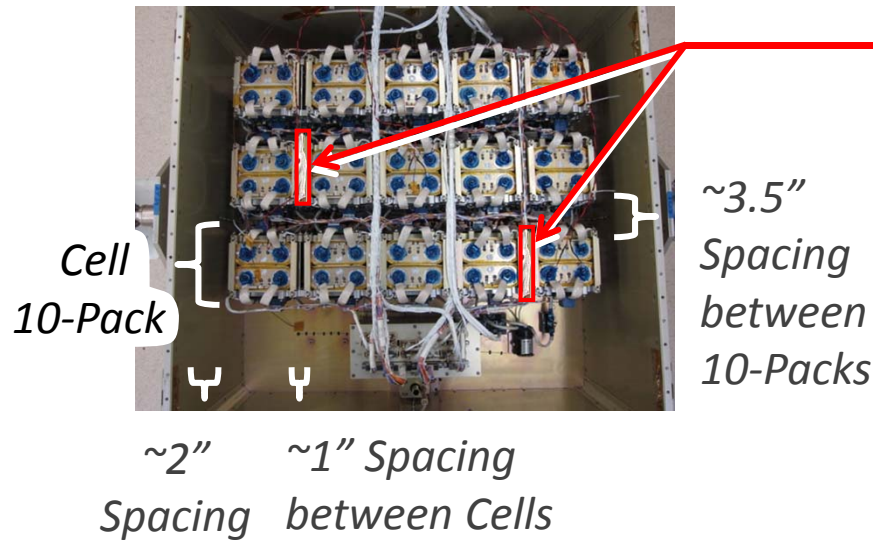 Cell
10-Pack
~3.5”
Spacing
between
10-Packs
~2”
Spacing
~1” Spacing
between Cells